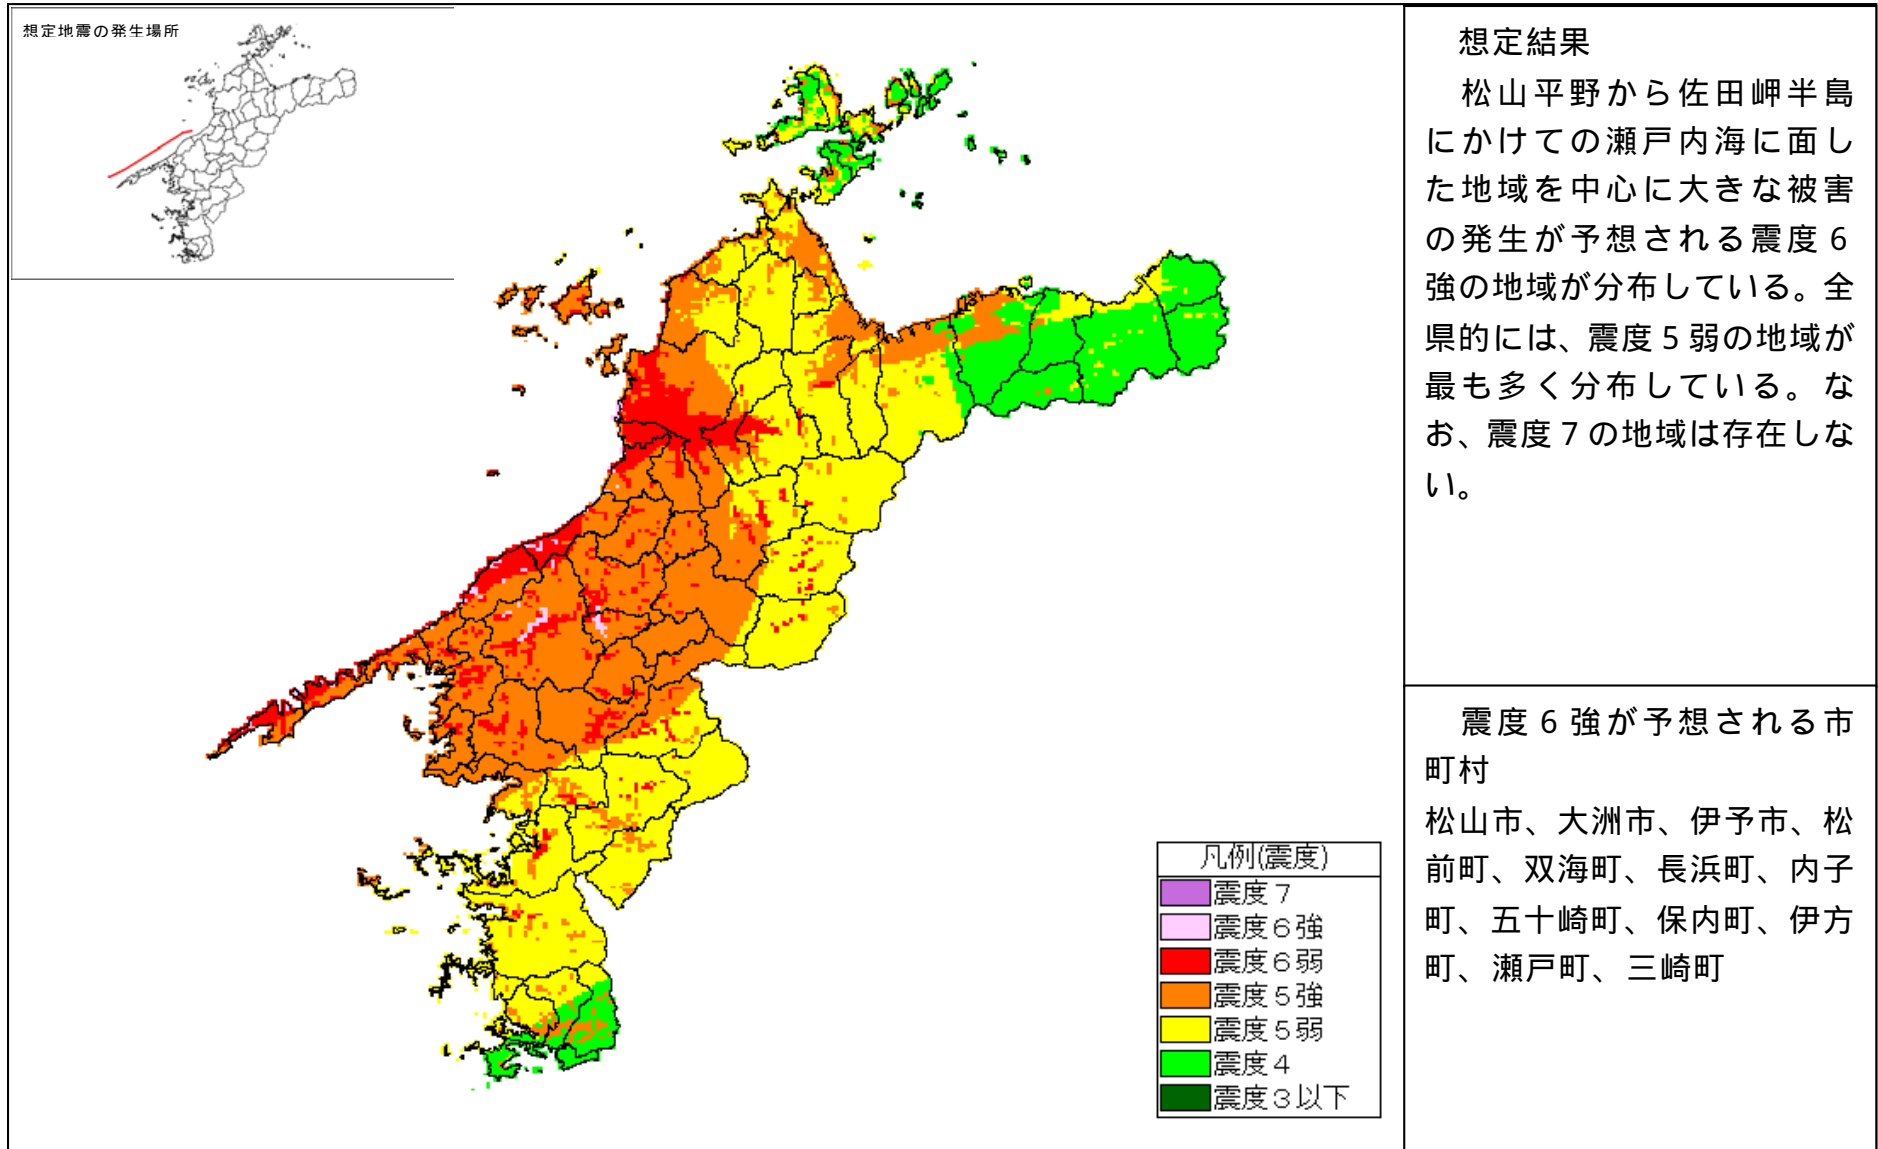 想定地震の発生場所
想定結果
松山平野から佐田岬半島
にかけての瀬戸内海に面し
た地域を中心に大きな被害
の発生が予想される震度６
強の地域が分布している。全
県的には、震度５弱の地域が
最も多く分布している。な
お、震度７の地域は存在しな
い。
震度６強が予想される市
町村
松山市、大洲市、伊予市、松
前町、双海町、長浜町、内子
町、五十崎町、保内町、伊方
町、瀬戸町、三崎町
凡例(震度)
震度７
震度６強
震度６弱
震度５強
震度５弱
震度４
震度３以下